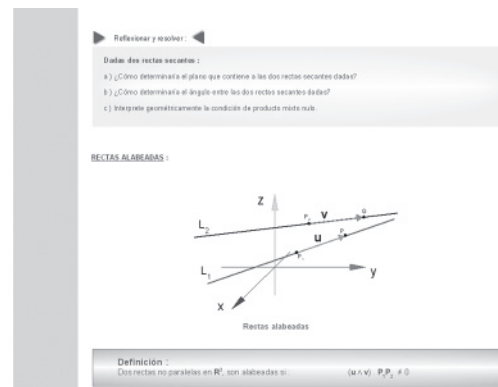 Reflexionar y resolver :
Dadas dos rectas secantes :
a ) ¿Cómo determinaría el plano que contiene a las dos rectas secantes dadas?
b ) ¿Cómo determinaría el ángulo entre las dos rectas secantes dadas?
c ) Interprete geométricamente la condición de producto mixto nulo.
RECTAS ALABEADAS :
Z
L2
P2
v
Q
u
P
L1
P1
y
x
Rectas alabeadas
Definición :
Dos rectas no paralelas en R³, son alabeadas si : (u ∧ v) . P1P2 ≠ 0